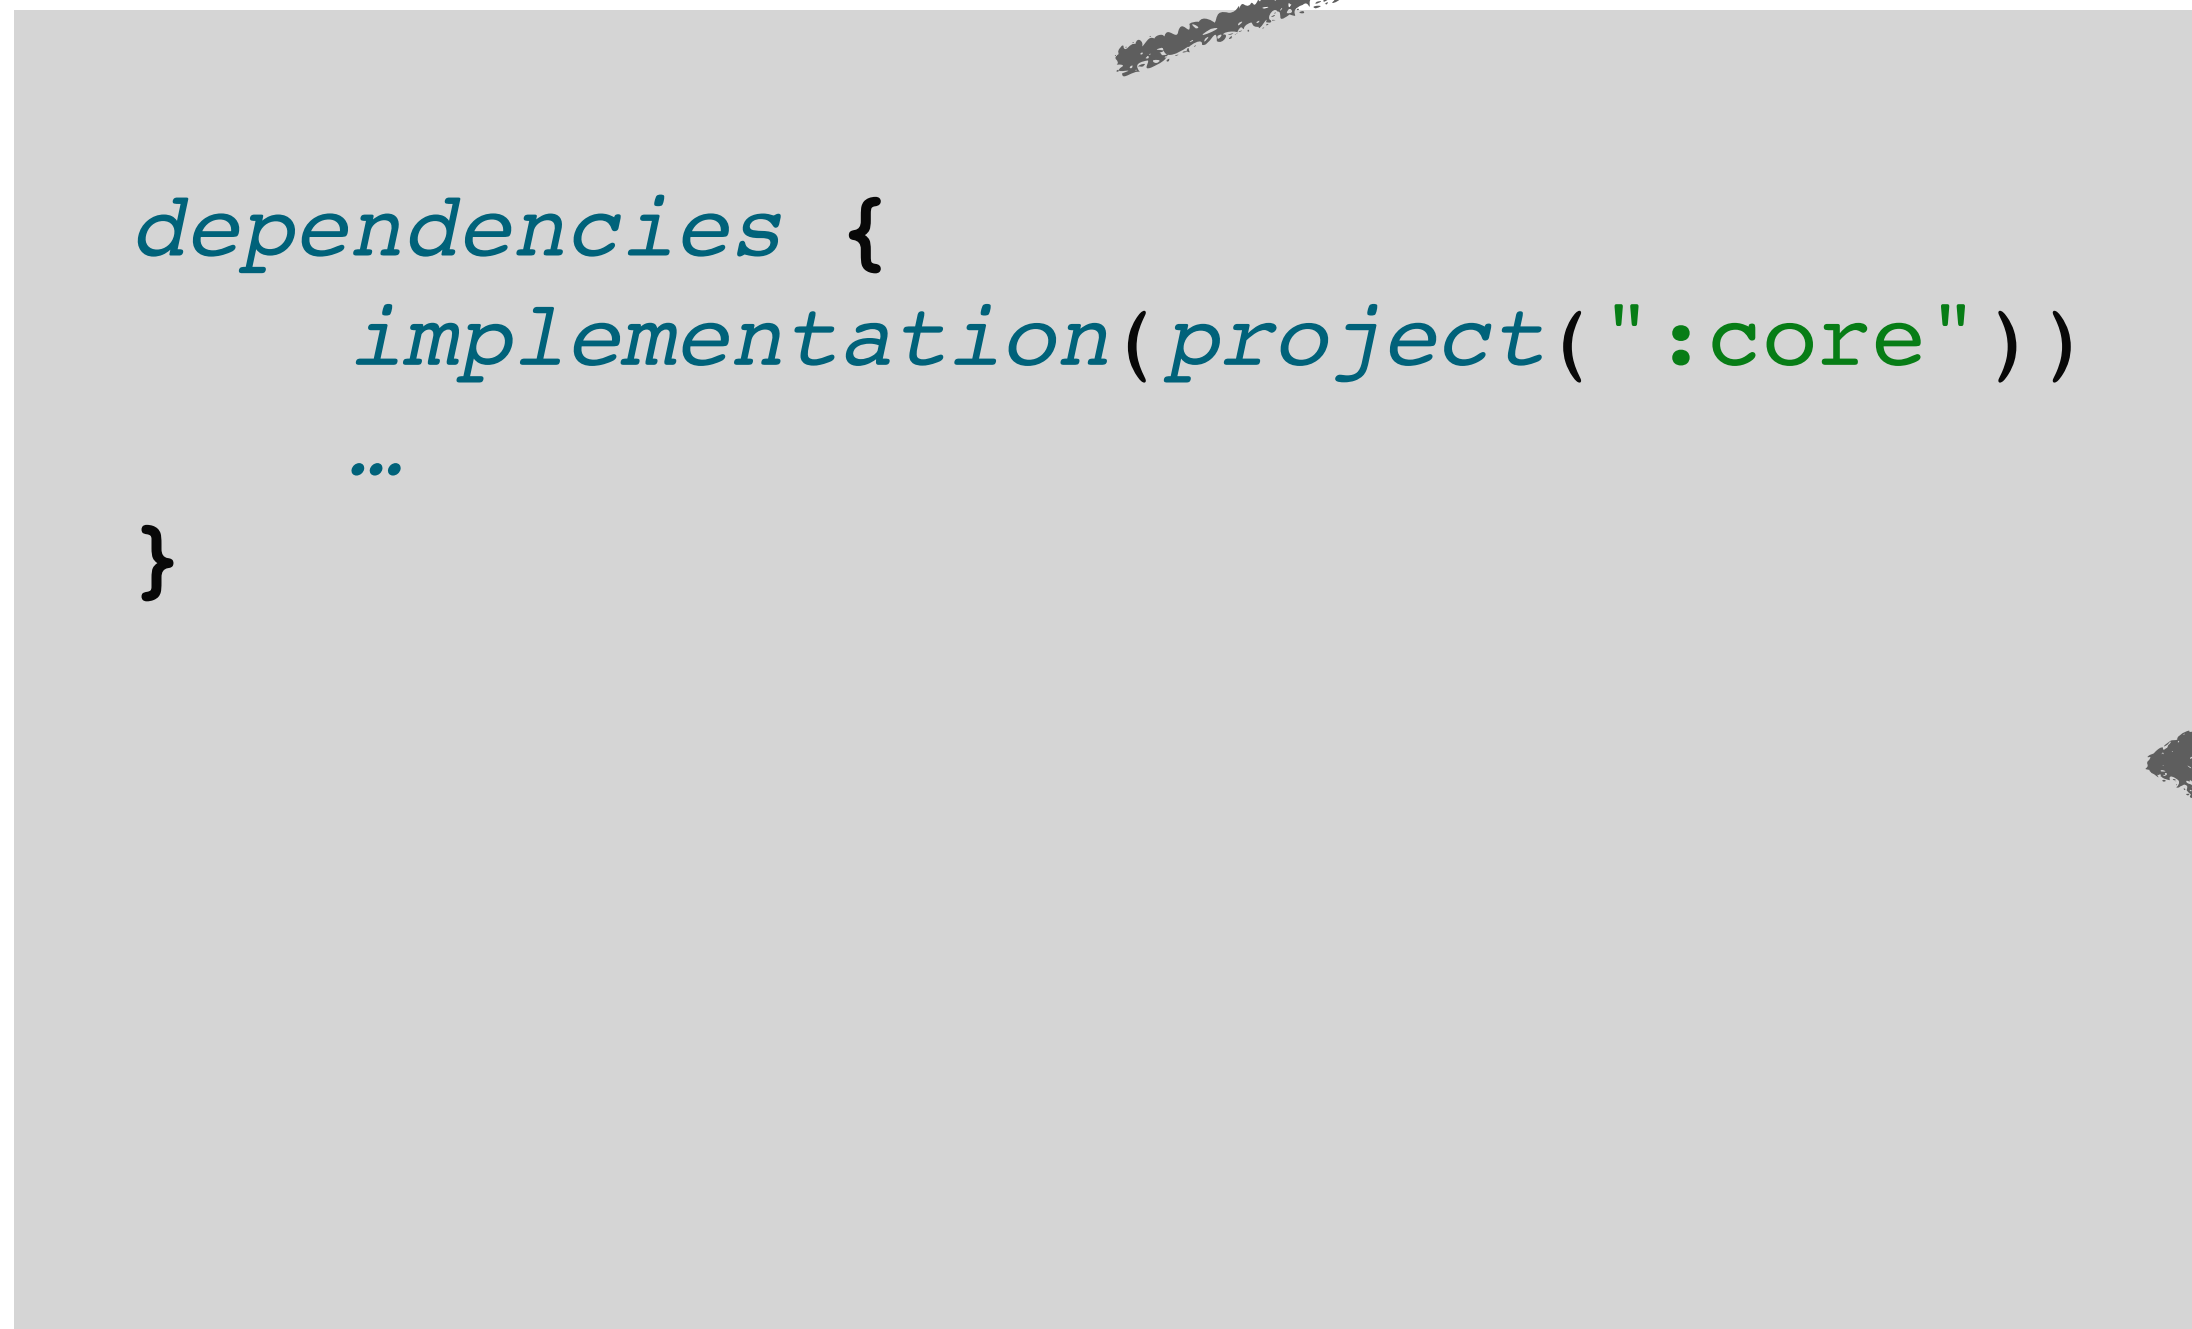 dependencies {
    implementation(project(":core"))
    …
}